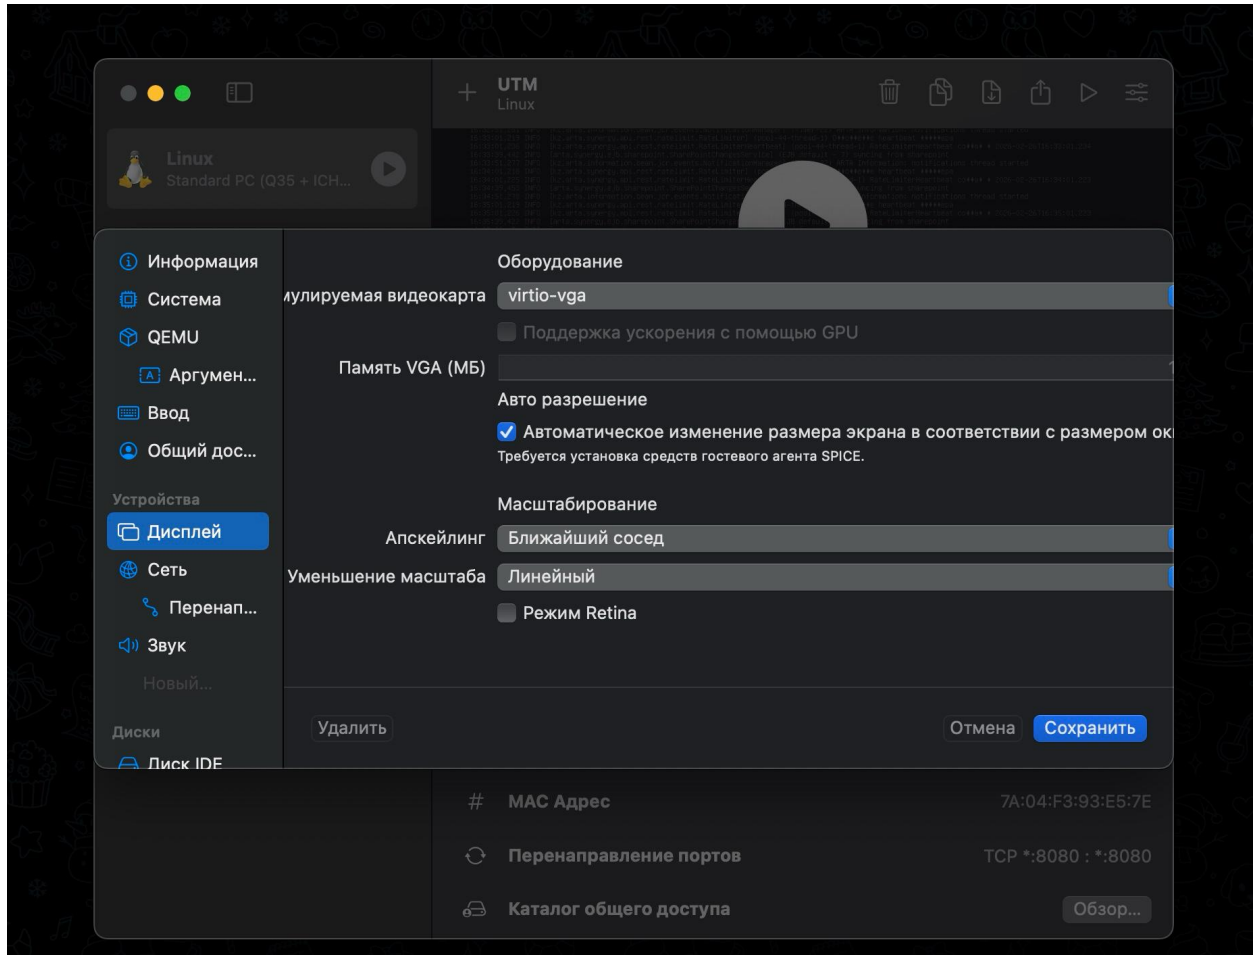 UTM
Linux
Linux
Standard PC (Q35 + ICH...
Информация
Система
QEMU
Аргумен...
Ввод
Общий дос...
Устройства
Дисплей
Сеть
Перенап...
Звук
Новый...
Диски
Диск IDE
Оборудование
мулируемая видеокарта
virtio-vga
Поддержка ускорения с помощью GPU
Память VGA (МБ)
Авто разрешение
Автоматическое изменение размера экрана в соответствии с размером ок
Требуется установка средств гостевого агента SPICE.
Масштабирование
Апскейлинг
Ближайший сосед
Уменьшение масштаба
Линейный
Режим Retina
Удалить
Отмена
Сохранить
MAC Адрес
7A:04:F3:93:E5:7E
Перенаправление портов
TCP *:8080 : *:8080
Каталог общего доступа
Обзор...